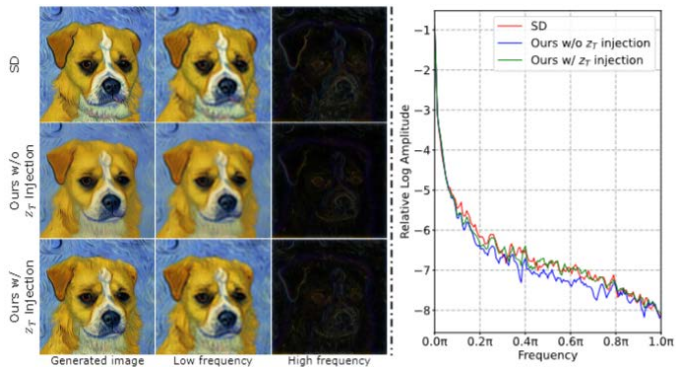 SD
Ours w/o
z_T Injection
Ours w/
z_T Injection
Generated image
Low frequency
High frequency
SD
Ours w/o z_T injection
Ours w/ z_T injection
Relative Log Amplitude
−1
−2
−3
−4
−5
−6
−7
−8
0.0π
0.2π
0.4π
0.6π
0.8π
1.0π
Frequency